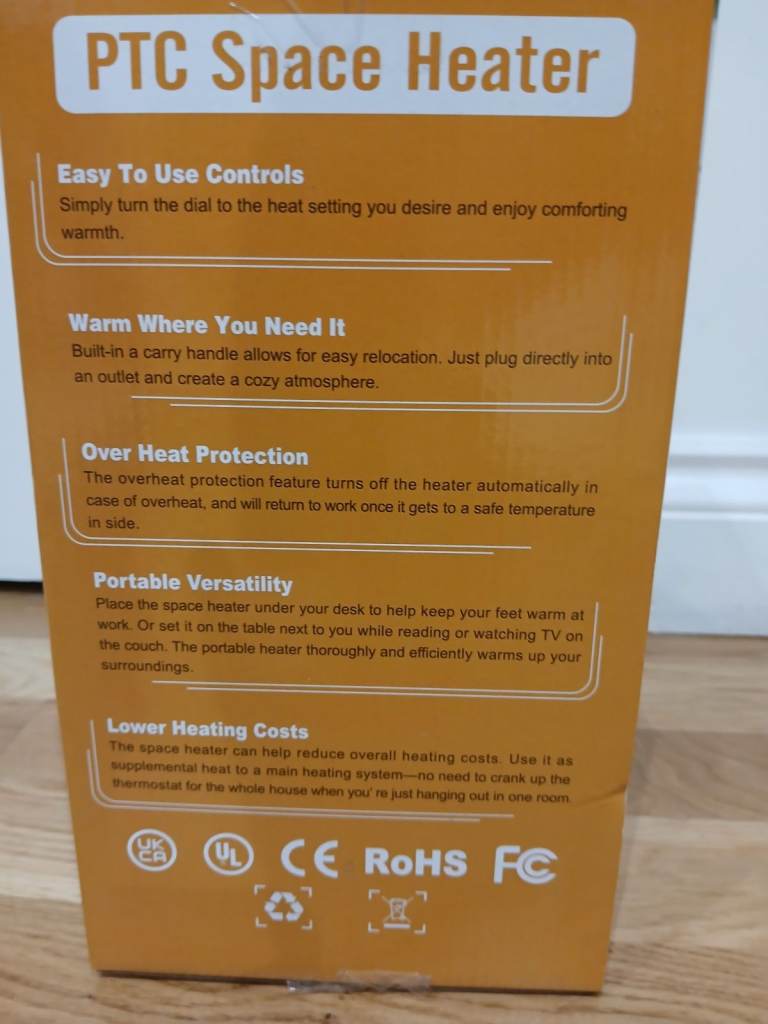 PTC Space Heater
Easy To Use Controls
Simply turn the dial to the heat setting you desire and enjoy comforting
warmth.
Warm Where You Need It
Built-in a carry handle allows for easy relocation. Just plug directly into
an outlet and create a cozy atmosphere.
Over Heat Protection
The overheat protection feature turns off the heater automatically in
case of overheat, and will return to work once it gets to a safe temperature
in side.
Portable Versatility
Place the space heater under your desk to help keep your feet warm at
work. Or set it on the table next to you while reading or watching TV on
the couch. The portable heater thoroughly and efficiently warms up your
surroundings.
Lower Heating Costs
The space heater can help reduce overall heating costs. Use it as
supplemental heat to a main heating system—no need to crank up the
thermostat for the whole house when you' re just hanging out in one room.
UK
CA
UL
CE
RoHS
FC